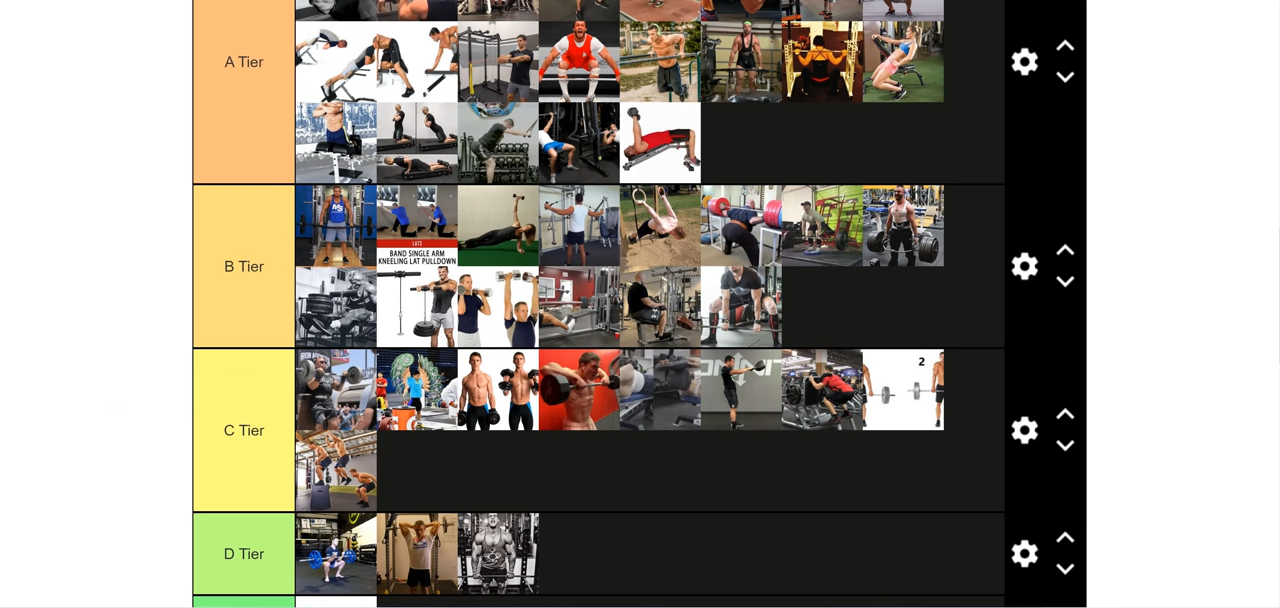 A Tier
B Tier
LATS
BAND SINGLE ARM
KNEELING LAT PULLDOWN
C Tier
2
D Tier